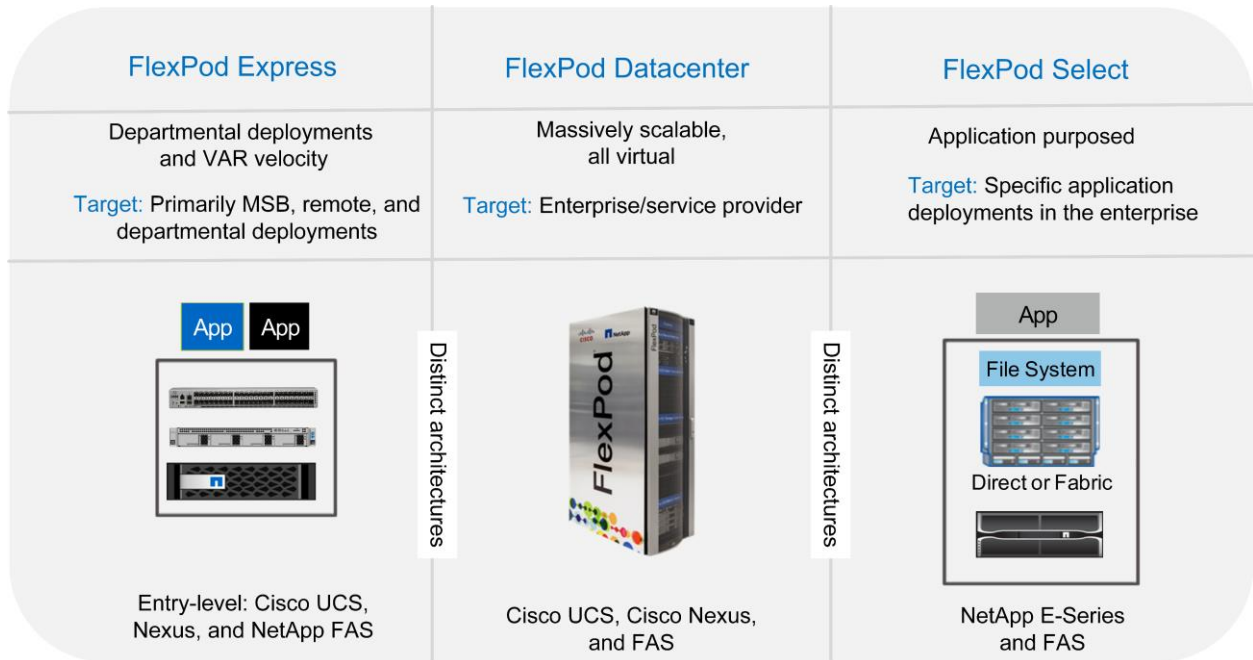 FlexPod Express
FlexPod Datacenter
FlexPod Select
Departmental deployments
and VAR velocity
Target: Primarily MSB, remote, and
departmental deployments
Massively scalable,
all virtual
Target: Enterprise/service provider
Application purposed
Target: Specific application
deployments in the enterprise
App
App
Distinct architectures
CISCO
NetApp
FlexPod
FlexPod
Distinct architectures
App
File System
Direct or Fabric
Entry-level: Cisco UCS,
Nexus, and NetApp FAS
Cisco UCS, Cisco Nexus,
and FAS
NetApp E-Series
and FAS